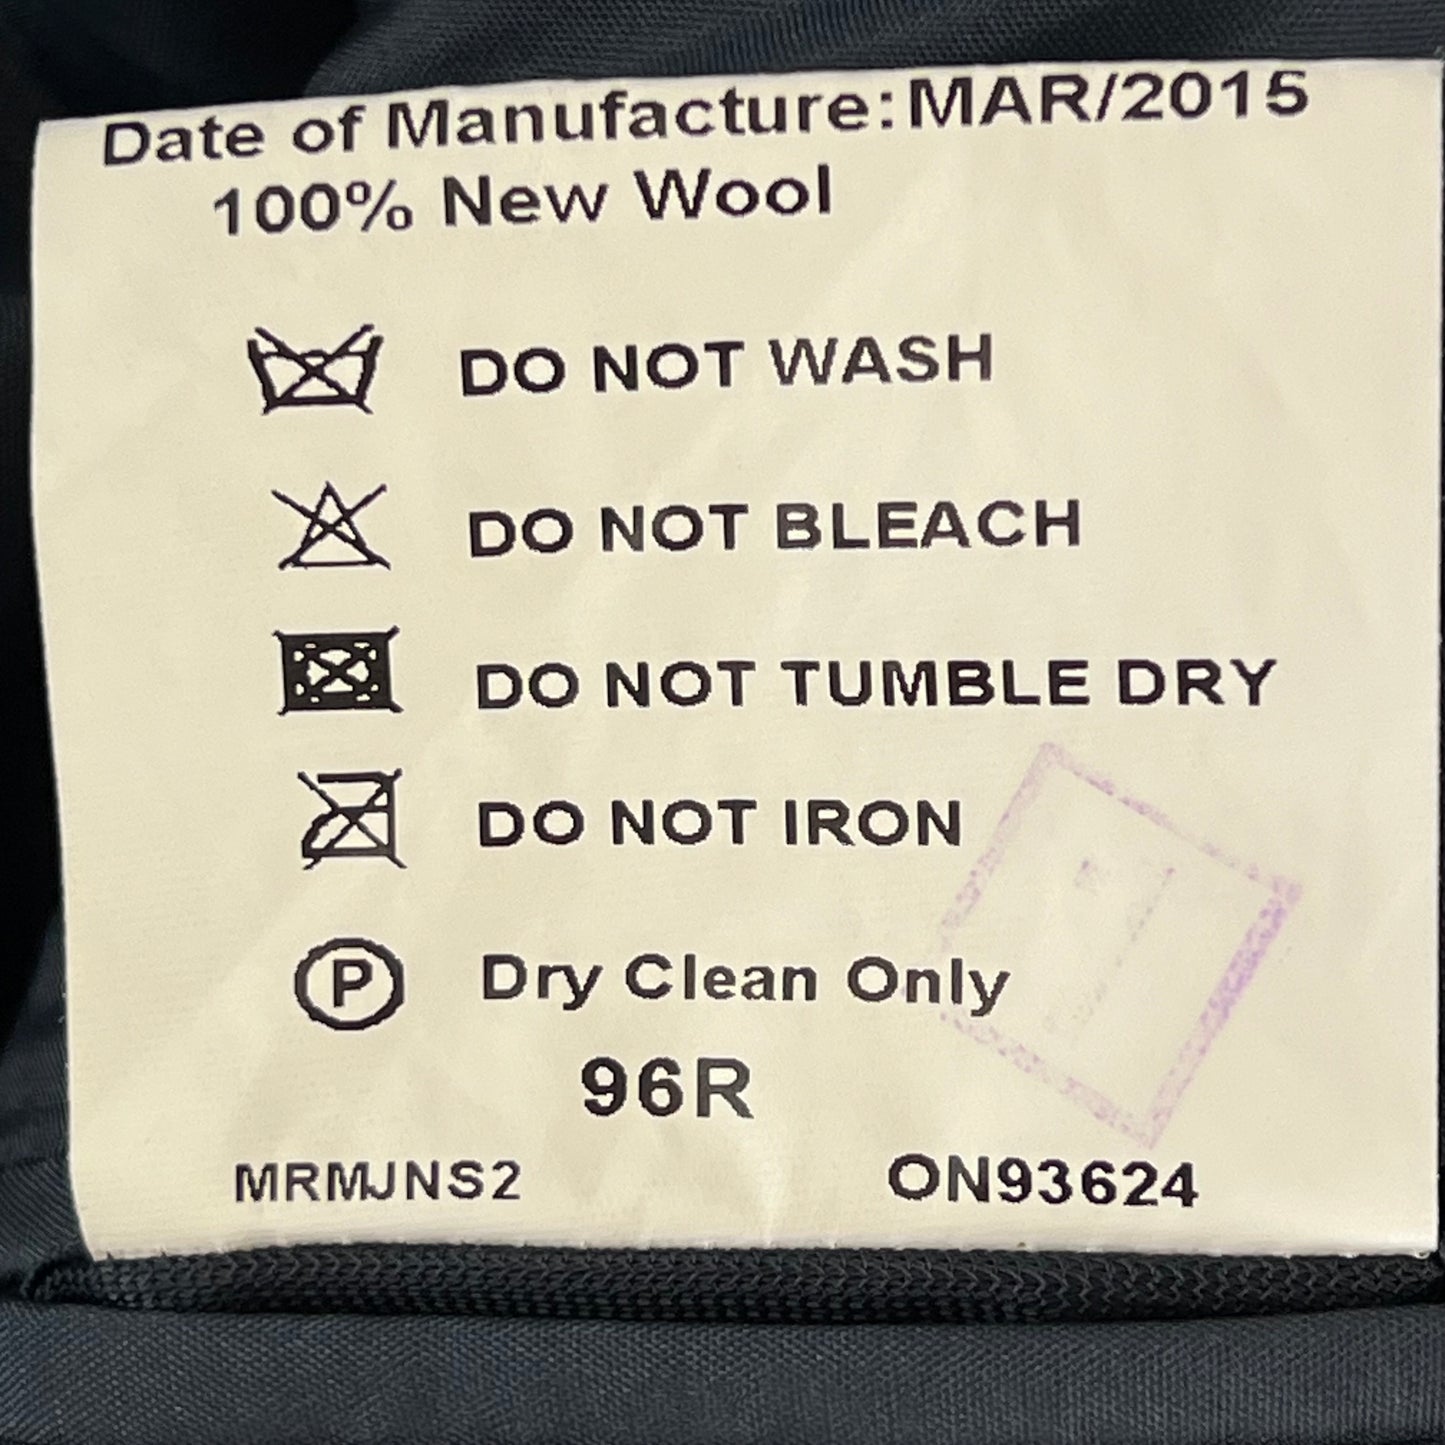 Date of Manufacture:MAR/2015
100% New Wool
DO NOT WASH
DO NOT BLEACH
DO NOT TUMBLE DRY
DO NOT IRON
P Dry Clean Only
96R
MRMJNS2 ON93624